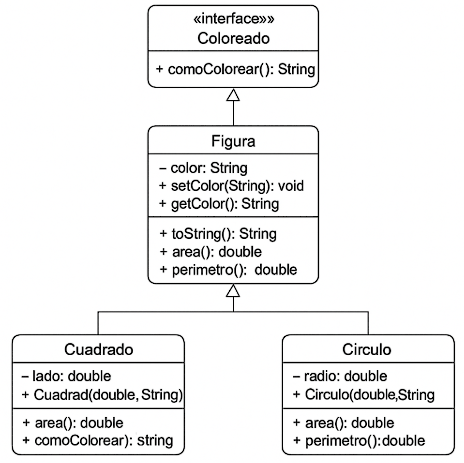 «interface»»
Coloreado
+ comoColorear(): String
Figura
– color: String
+ setColor(String): void
+ getColor(): String
+ toString(): String
+ area(): double
+ perimetro(): double
Cuadrado
– lado: double
+ Cuadrad(double, String)
+ area(): double
+ comoColorear): string
Circulo
– radio: double
+ Circulo(double,String
+ area(): double
+ perimetro():double